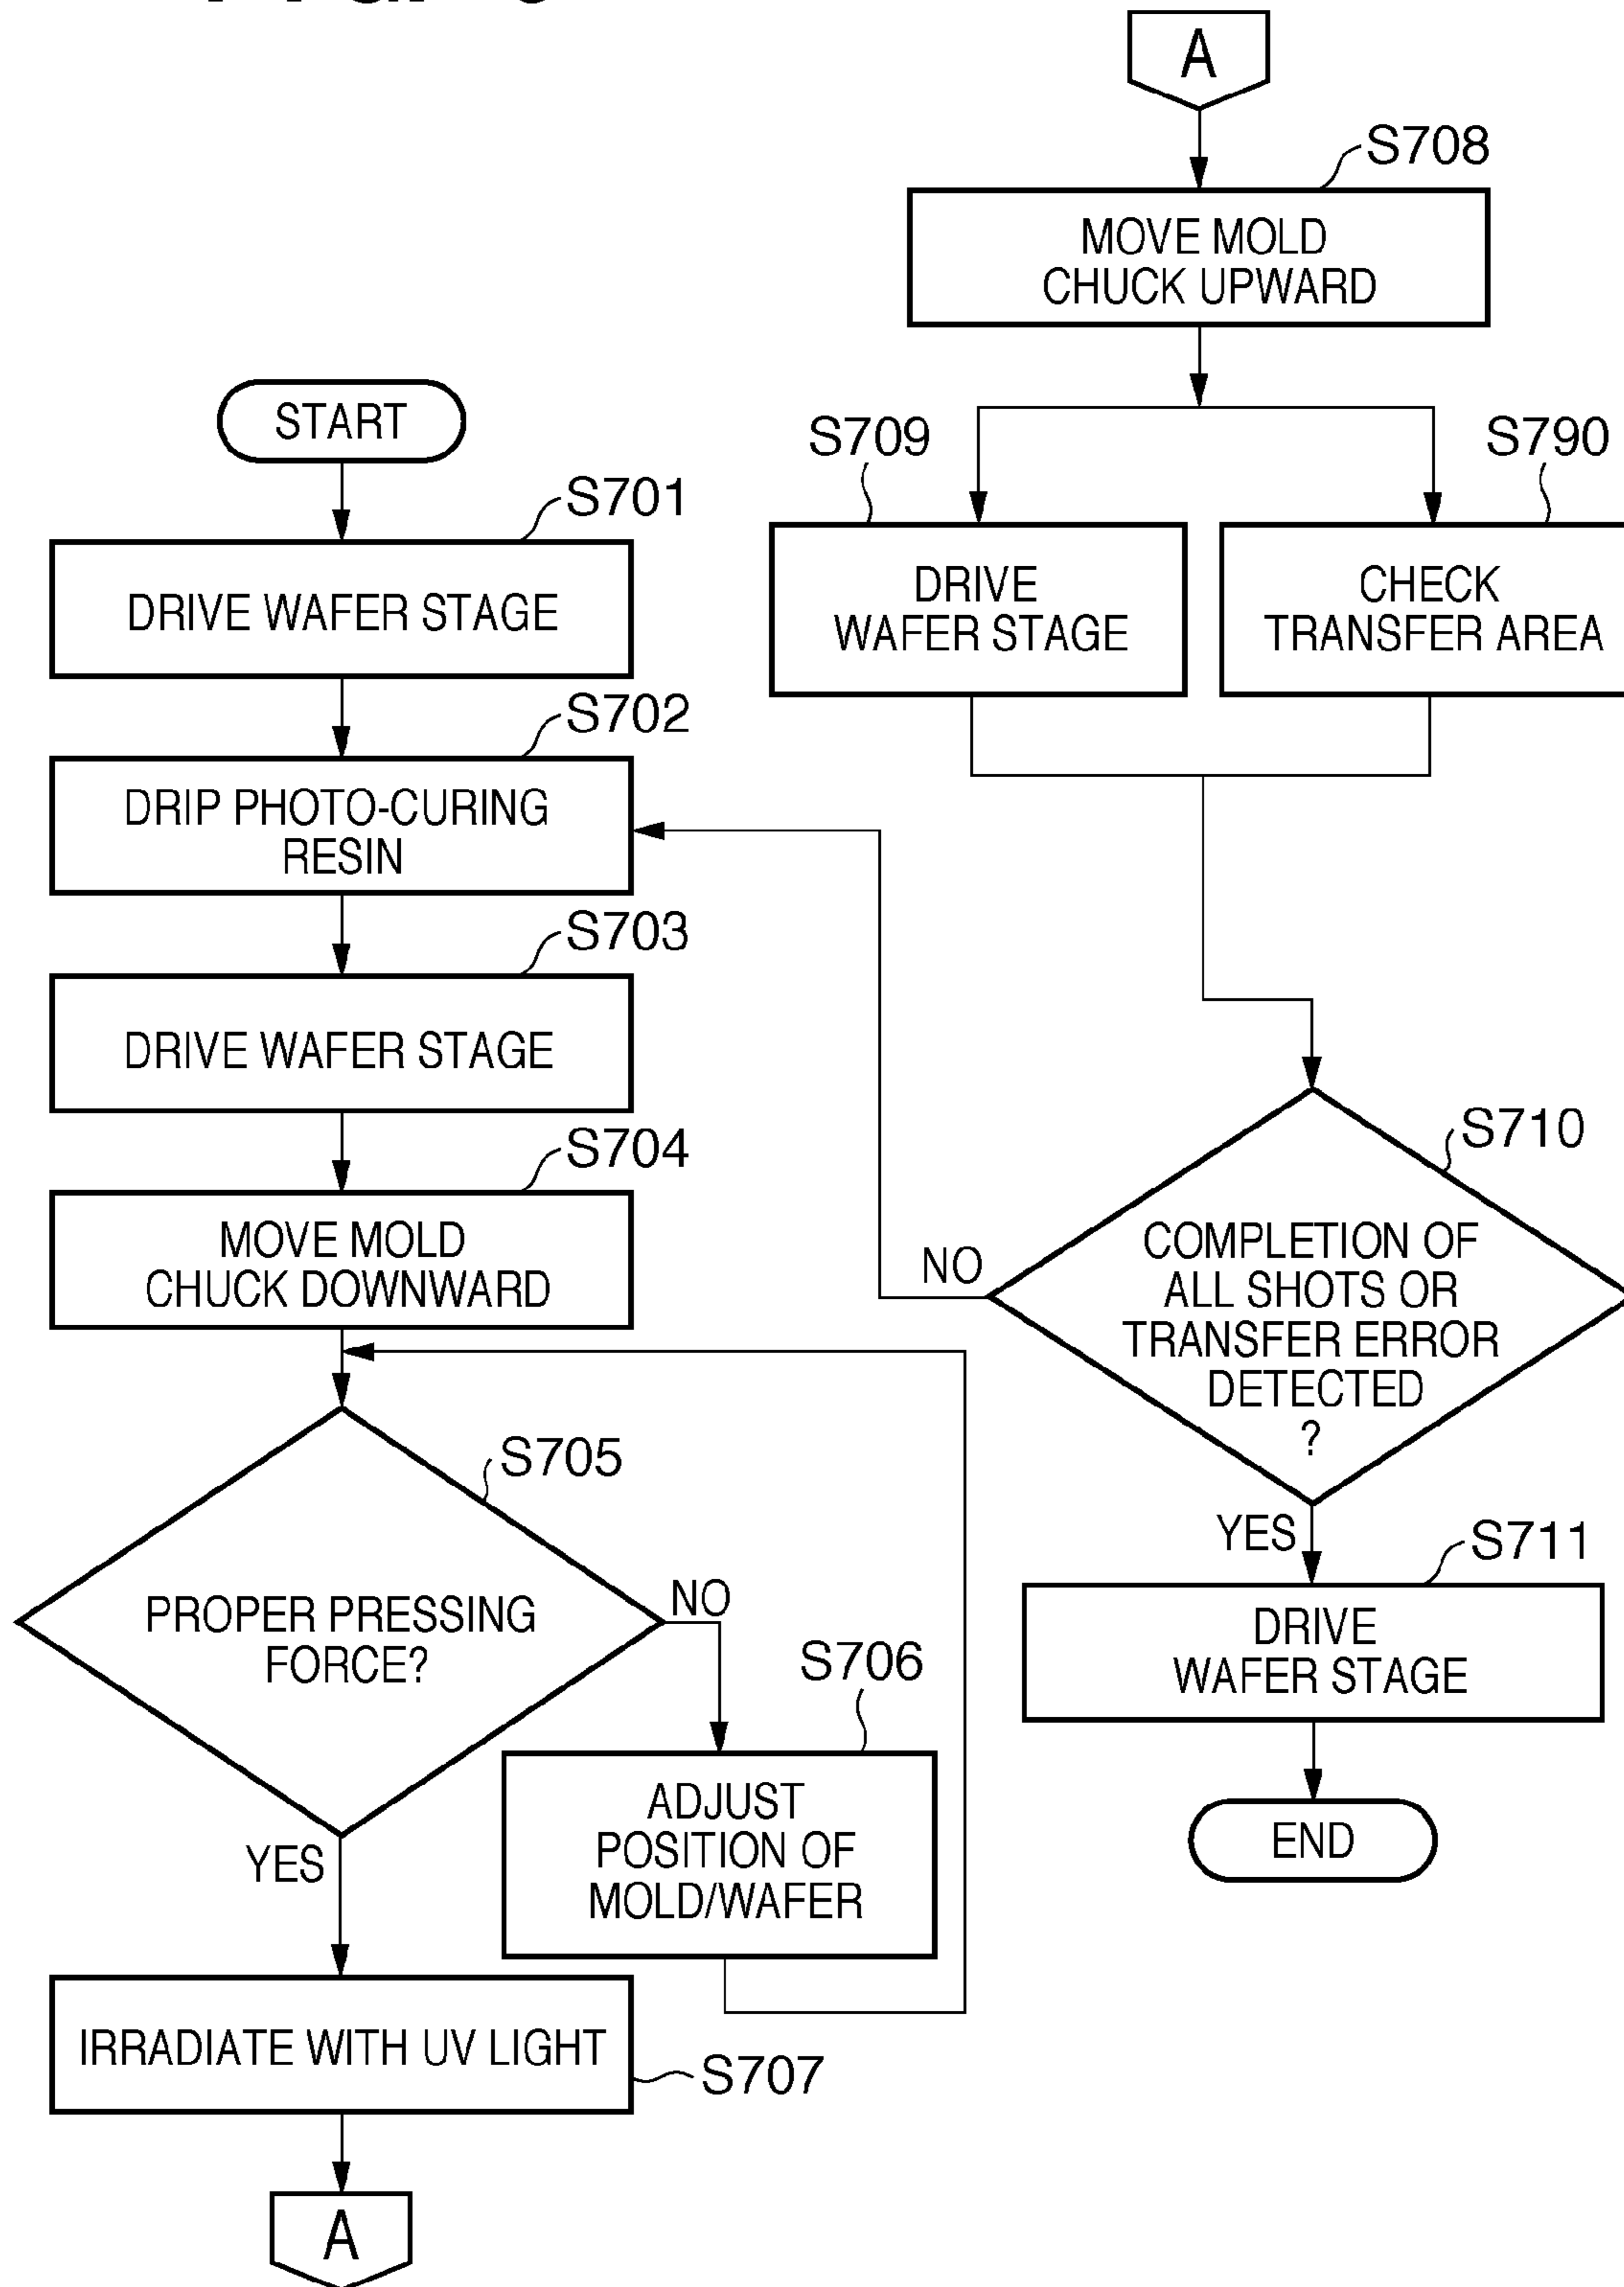 START
S701
DRIVE WAFER STAGE
S702
DRIP PHOTO-CURING
RESIN
S703
DRIVE WAFER STAGE
S704
MOVE MOLD
CHUCK DOWNWARD
S705
PROPER PRESSING
FORCE?
NO
S706
ADJUST
POSITION OF
MOLD/WAFER
YES
IRRADIATE WITH UV LIGHT
S707
A
A
S708
MOVE MOLD
CHUCK UPWARD
S709
DRIVE
WAFER STAGE
S790
CHECK
TRANSFER AREA
S710
COMPLETION OF
ALL SHOTS OR
TRANSFER ERROR
DETECTED
?
NO
YES
S711
DRIVE
WAFER STAGE
END